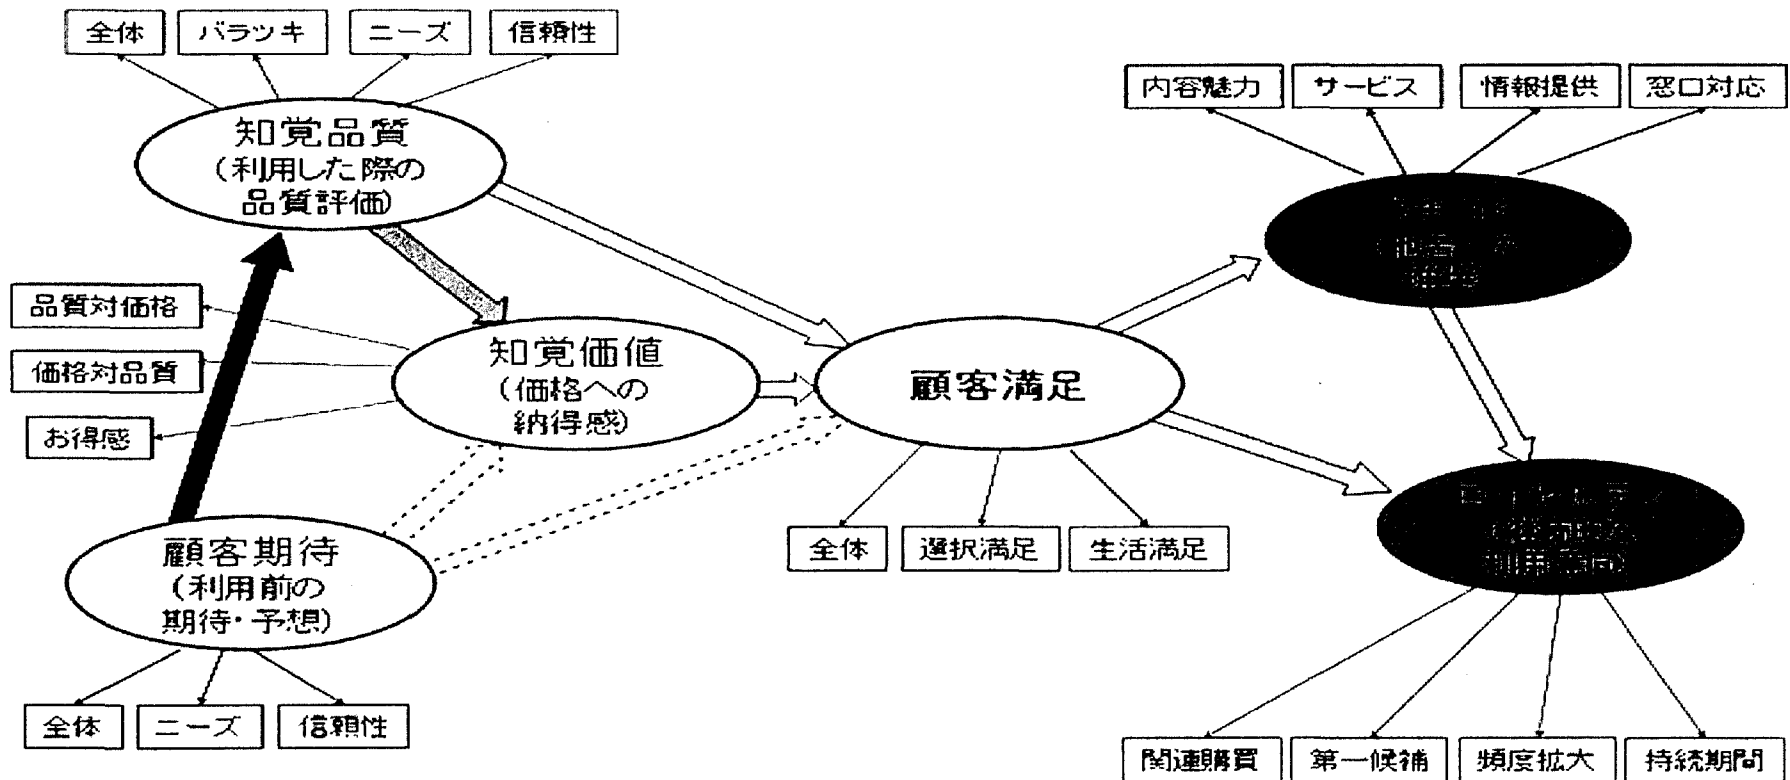 全体
バラツキ
ニーズ
信頼性
知覚品質
(利用した際の
品質評価)
内容魅力
サービス
情報提供
窓口対応
品質対価格
価格対品質
お得感
知覚価値
(価格への
納得感)
顧客満足
全体
選択満足
生活満足
顧客期待
(利用前の
期待・予想)
全体
ニーズ
信頼性
関連購買
第一候補
頻度拡大
持続期間